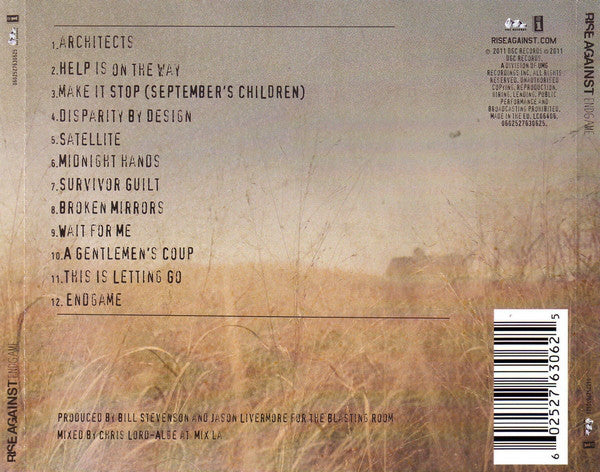 1. ARCHITECTS
2. HELP IS ON THE WAY
3. MAKE IT STOP (SEPTEMBER'S CHILDREN)
4. DISPARITY BY DESIGN
5. SATELLITE
6. MIDNIGHT HANDS
7. SURVIVOR GUILT
8. BROKEN MIRRORS
9. WAIT FOR ME
10. A GENTLEMEN'S COUP
11. THIS IS LETTING GO
12. ENDGAME
PRODUCED BY BILL STEVENSON AND JASON LIVERMORE FOR THE BLASTING ROOM
MIXED BY CHRIS LORD-ALGE AT MIX LA
RISEAGAINST.COM
℗ 2011 DGC RECORDS © 2011
DGC RECORDS,
A DIVISION OF UMG
RECORDINGS INC. ALL RIGHTS
RESERVED. UNAUTHORISED
COPYING, REPRODUCTION,
HIRING, LENDING, PUBLIC
PERFORMANCE AND
BROADCASTING PROHIBITED.
MADE IN THE EU. LC06406.
0602527630625.
6 02527 63062 5
RISE AGAINST ENDGAME
RISE AGAINST ENDGAME